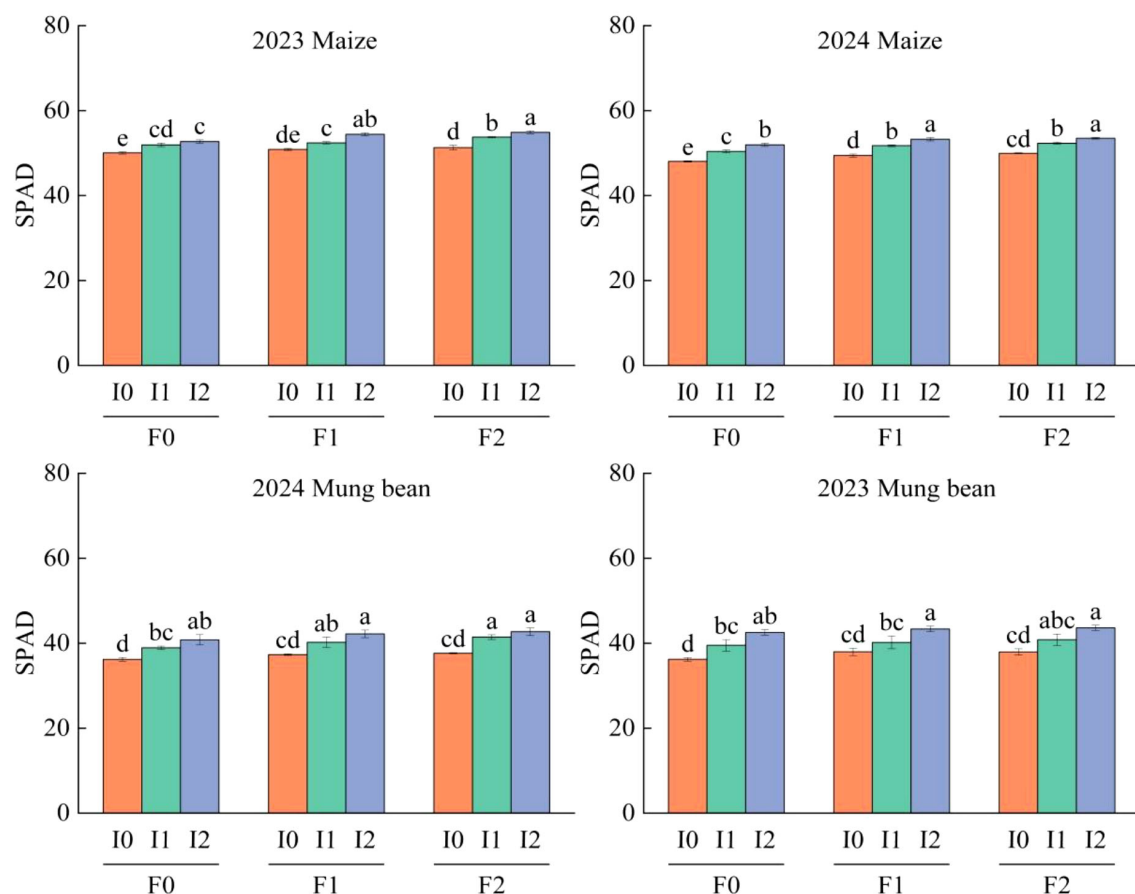 80
2023 Maize
60
e cd c de c ab d b a
40
SPAD
20
0
I0 I1 I2 I0 I1 I2 I0 I1 I2
F0 F1 F2
80
2024 Maize
60
e c b d b a cd b a
40
SPAD
20
0
I0 I1 I2 I0 I1 I2 I0 I1 I2
F0 F1 F2
80
2024 Mung bean
60
d bc ab cd ab a cd a a
40
SPAD
20
0
I0 I1 I2 I0 I1 I2 I0 I1 I2
F0 F1 F2
80
2023 Mung bean
60
d bc ab cd bc a cd abc a
40
SPAD
20
0
I0 I1 I2 I0 I1 I2 I0 I1 I2
F0 F1 F2